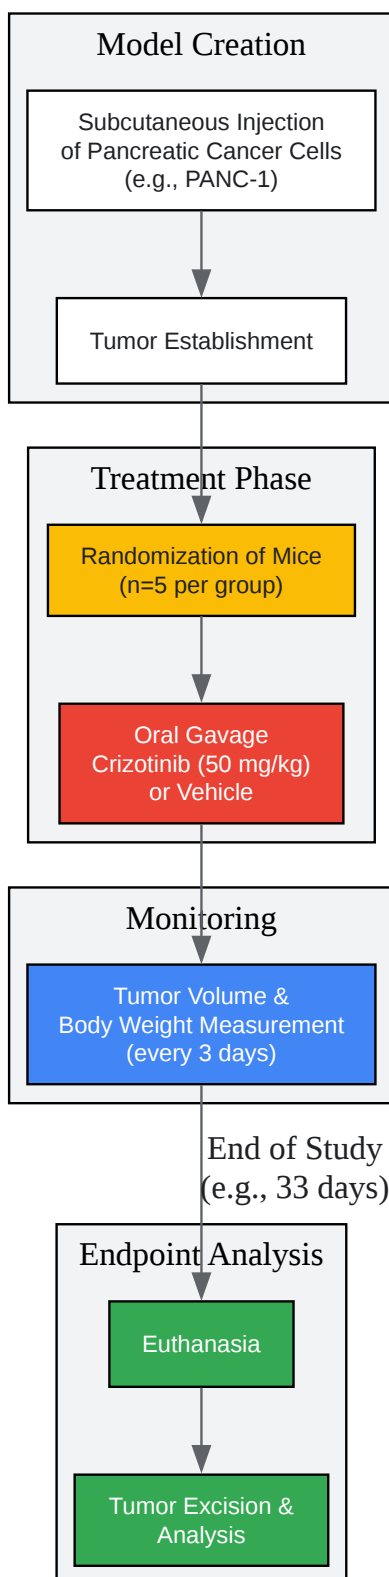 Model Creation
Subcutaneous Injection
of Pancreatic Cancer Cells
(e.g., PANC-1)
Tumor Establishment
Treatment Phase
Randomization of Mice
(n=5 per group)
Oral Gavage
Crizotinib (50 mg/kg)
or Vehicle
Monitoring
Tumor Volume &
Body Weight Measurement
(every 3 days)
End of Study
(e.g., 33 days)
Endpoint Analysis
Euthanasia
Tumor Excision &
Analysis